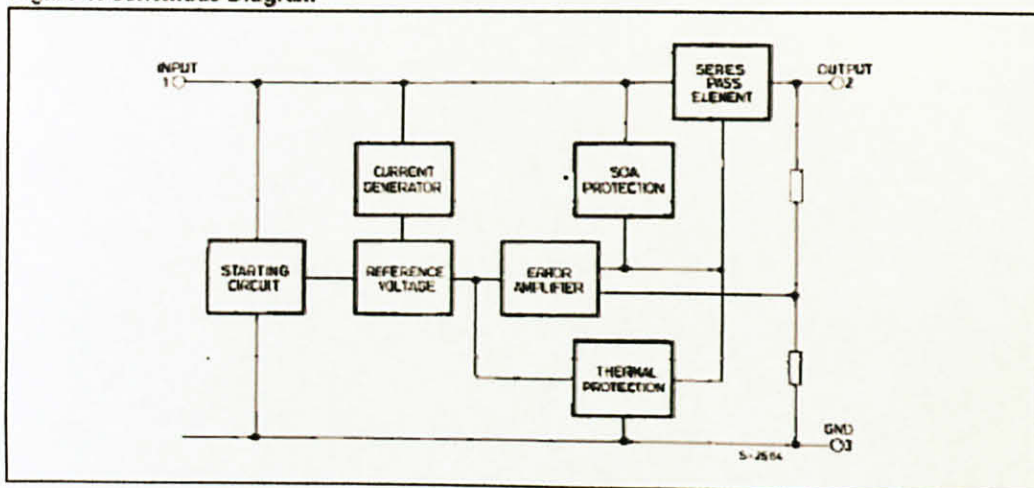 INPUT
1
SERIES
PASS
ELEMENT
OUTPUT
2
CURRENT
GENERATOR
SOA
PROTECTION
STARTING
CIRCUIT
REFERENCE
VOLTAGE
ERROR
AMPLIFIER
THERMAL
PROTECTION
GND
3
S-2564